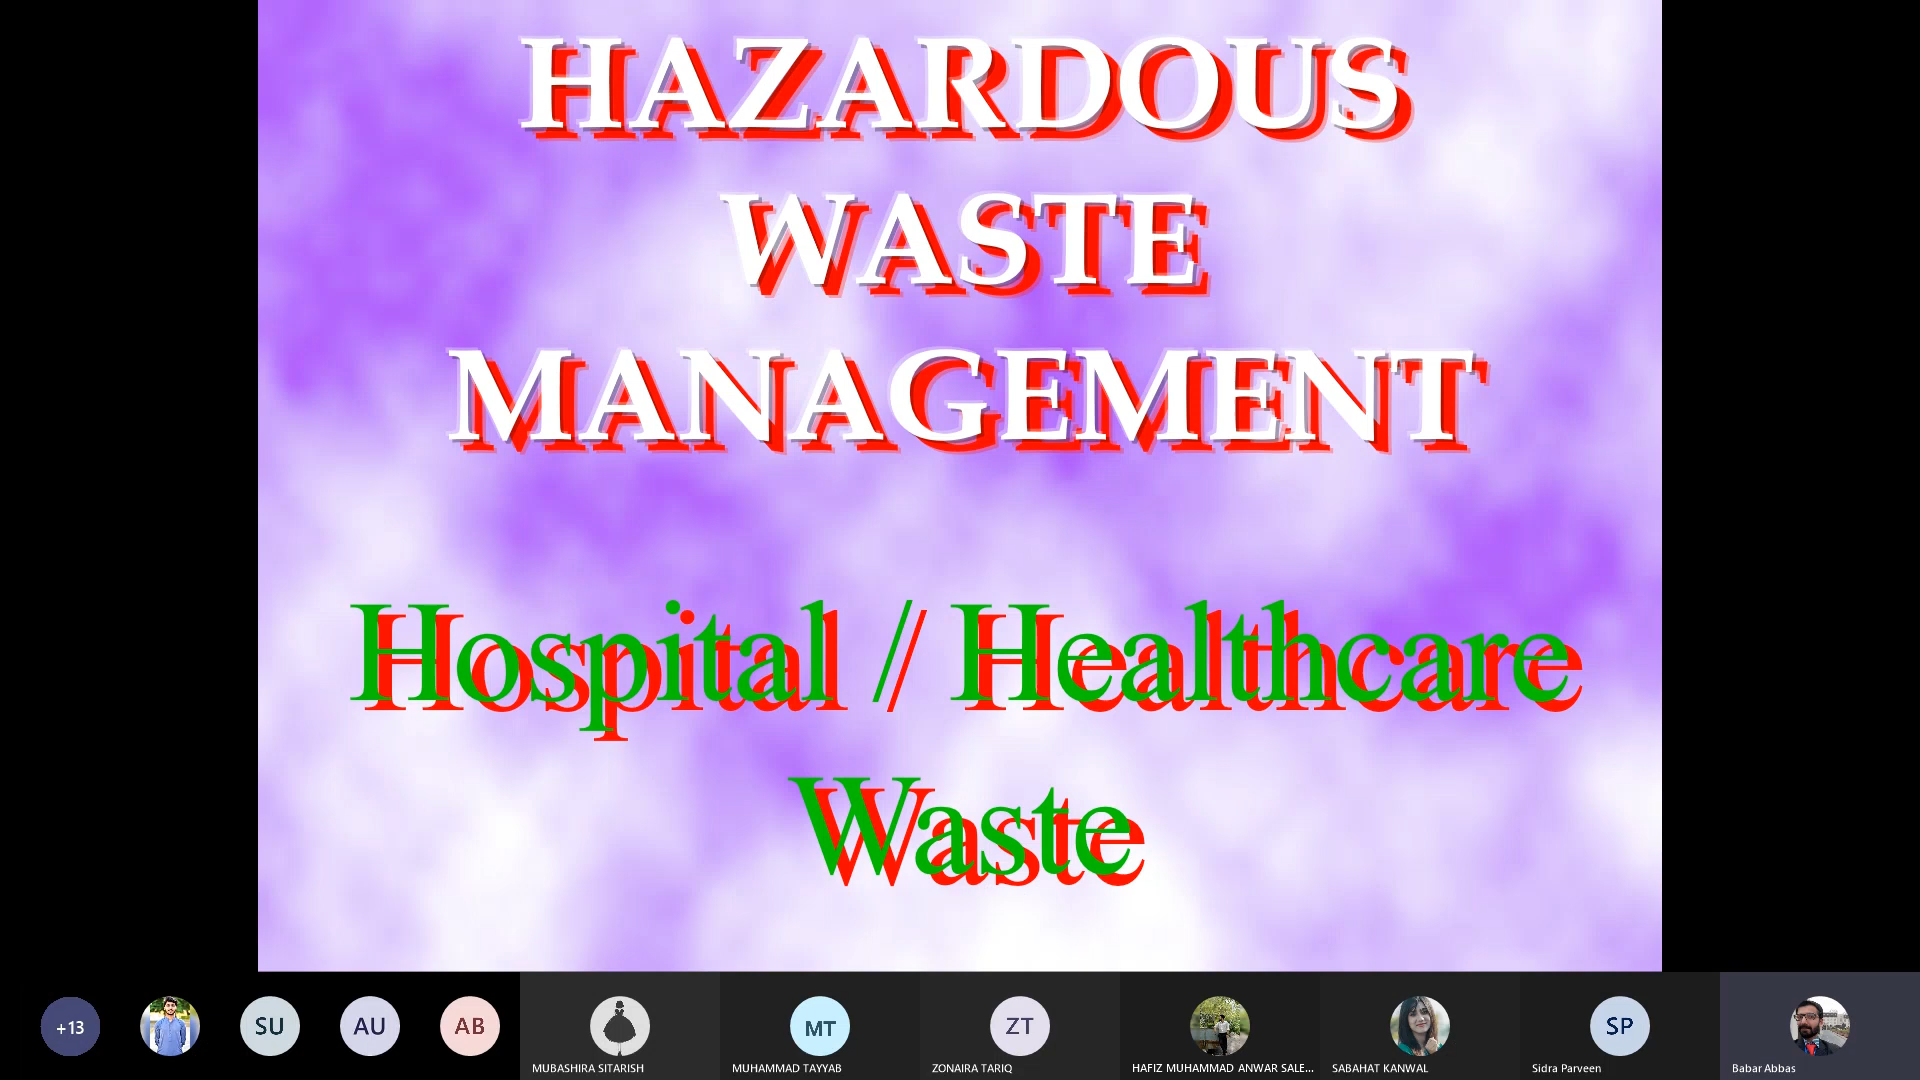 HAZARDOUS
WASTE
MANAGEMENT
Hospital / Healthcare
Waste
+13
SU
AU
AB
MT
ZT
SP
MUBASHIRA SITARISH
MUHAMMAD TAYYAB
ZONAIRA TARIQ
HAFIZ MUHAMMAD ANWAR SALE...
SABAHAT KANWAL
Sidra Parveen
Babar Abbas